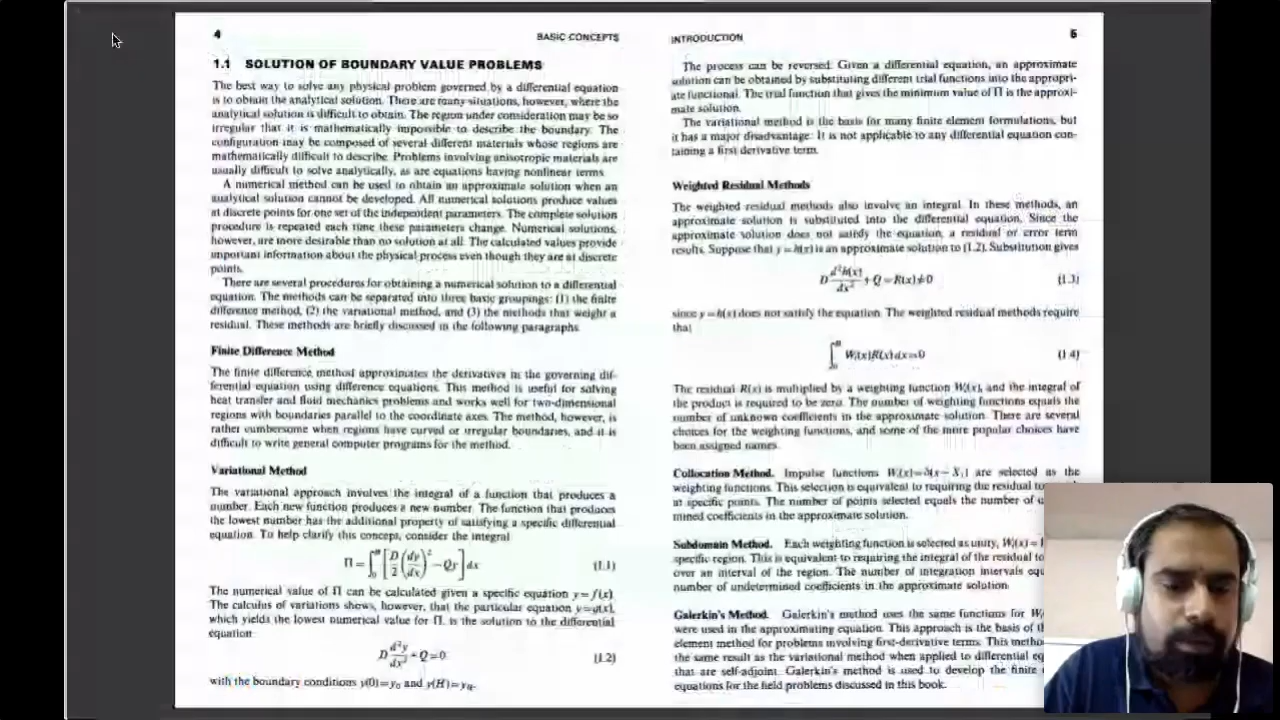 4
BASIC CONCEPTS
1.1 SOLUTION OF BOUNDARY VALUE PROBLEMS
The best way to solve any physical problem governed by a differential equation
is to obtain the analytical solution. There are many situations, however, where the
analytical solution is difficult to obtain. The region under consideration may be so
irregular that it is mathematically impossible to describe the boundary. The
configuration may be composed of several different materials whose regions are
mathematically difficult to describe. Problems involving anisotropic materials are
usually difficult to solve analytically, as are equations having nonlinear terms.
A numerical method can be used to obtain an approximate solution when an
analytical solution cannot be developed. All numerical solutions produce values
at discrete points for one set of the independent parameters. The complete solution
procedure is repeated each time these parameters change. Numerical solutions,
however, are more desirable than no solution at all. The calculated values provide
important information about the physical process even though they are at discrete
points.
There are several procedures for obtaining a numerical solution to a differential
equation. The methods can be separated into three basic groupings: (1) the finite
difference method, (2) the variational method, and (3) the methods that weight a
residual. These methods are briefly discussed in the following paragraphs.
Finite Difference Method
The finite difference method approximates the derivatives in the governing dif-
ferential equation using difference equations. This method is useful for solving
heat transfer and fluid mechanics problems and works well for two-dimensional
regions with boundaries parallel to the coordinate axes. The method, however, is
rather cumbersome when regions have curved or irregular boundaries, and it is
difficult to write general computer programs for the method.
Variational Method
The variational approach involves the integral of a function that produces a
number. Each new function produces a new number. The function that produces
the lowest number has the additional property of satisfying a specific differential
equation. To help clarify this concept, consider the integral
Π = ∫₀ᴴ [D/2 (dy/dx)² − Qy] dx (1.1)
The numerical value of Π can be calculated given a specific equation y=f(x).
The calculus of variations shows, however, that the particular equation y=g(x),
which yields the lowest numerical value for Π, is the solution to the differential
equation
D d²y/dx² + Q = 0 (1.2)
with the boundary conditions y(0)=y₀ and y(H)=y_H.
INTRODUCTION
5
The process can be reversed. Given a differential equation, an approximate
solution can be obtained by substituting different trial functions into the appropri-
ate functional. The trial function that gives the minimum value of Π is the approxi-
mate solution.
The variational method is the basis for many finite element formulations, but
it has a major disadvantage: It is not applicable to any differential equation con-
taining a first derivative term.
Weighted Residual Methods
The weighted residual methods also involve an integral. In these methods, an
approximate solution is substituted into the differential equation. Since the
approximate solution does not satisfy the equation, a residual or error term
results. Suppose that y=h(x) is an approximate solution to (1.2). Substitution gives
D d²h(x)/dx² + Q = R(x) ≠ 0 (1.3)
since y=h(x) does not satisfy the equation. The weighted residual methods require
that
∫₀ᴴ Wᵢ(x)R(x) dx = 0 (1.4)
The residual R(x) is multiplied by a weighting function Wᵢ(x), and the integral of
the product is required to be zero. The number of weighting functions equals the
number of unknown coefficients in the approximate solution. There are several
choices for the weighting functions, and some of the more popular choices have
been assigned names.
Collocation Method. Impulse functions Wᵢ(x)=δ(x−Xᵢ) are selected as the
weighting functions. This selection is equivalent to requiring the residual to
at specific points. The number of points selected equals the number of
mined coefficients in the approximate solution.
Subdomain Method. Each weighting function is selected as unity, Wᵢ(x)=
specific region. This is equivalent to requiring the integral of the residual to
over an interval of the region. The number of integration intervals
number of undetermined coefficients in the approximate solution.
Galerkin's Method. Galerkin's method uses the same functions for
were used in the approximating equation. This approach is the basis of
element method for problems involving first-derivative terms. This
the same result as the variational method when applied to differential
that are self-adjoint. Galerkin's method is used to develop the finite
equations for the field problems discussed in this book.